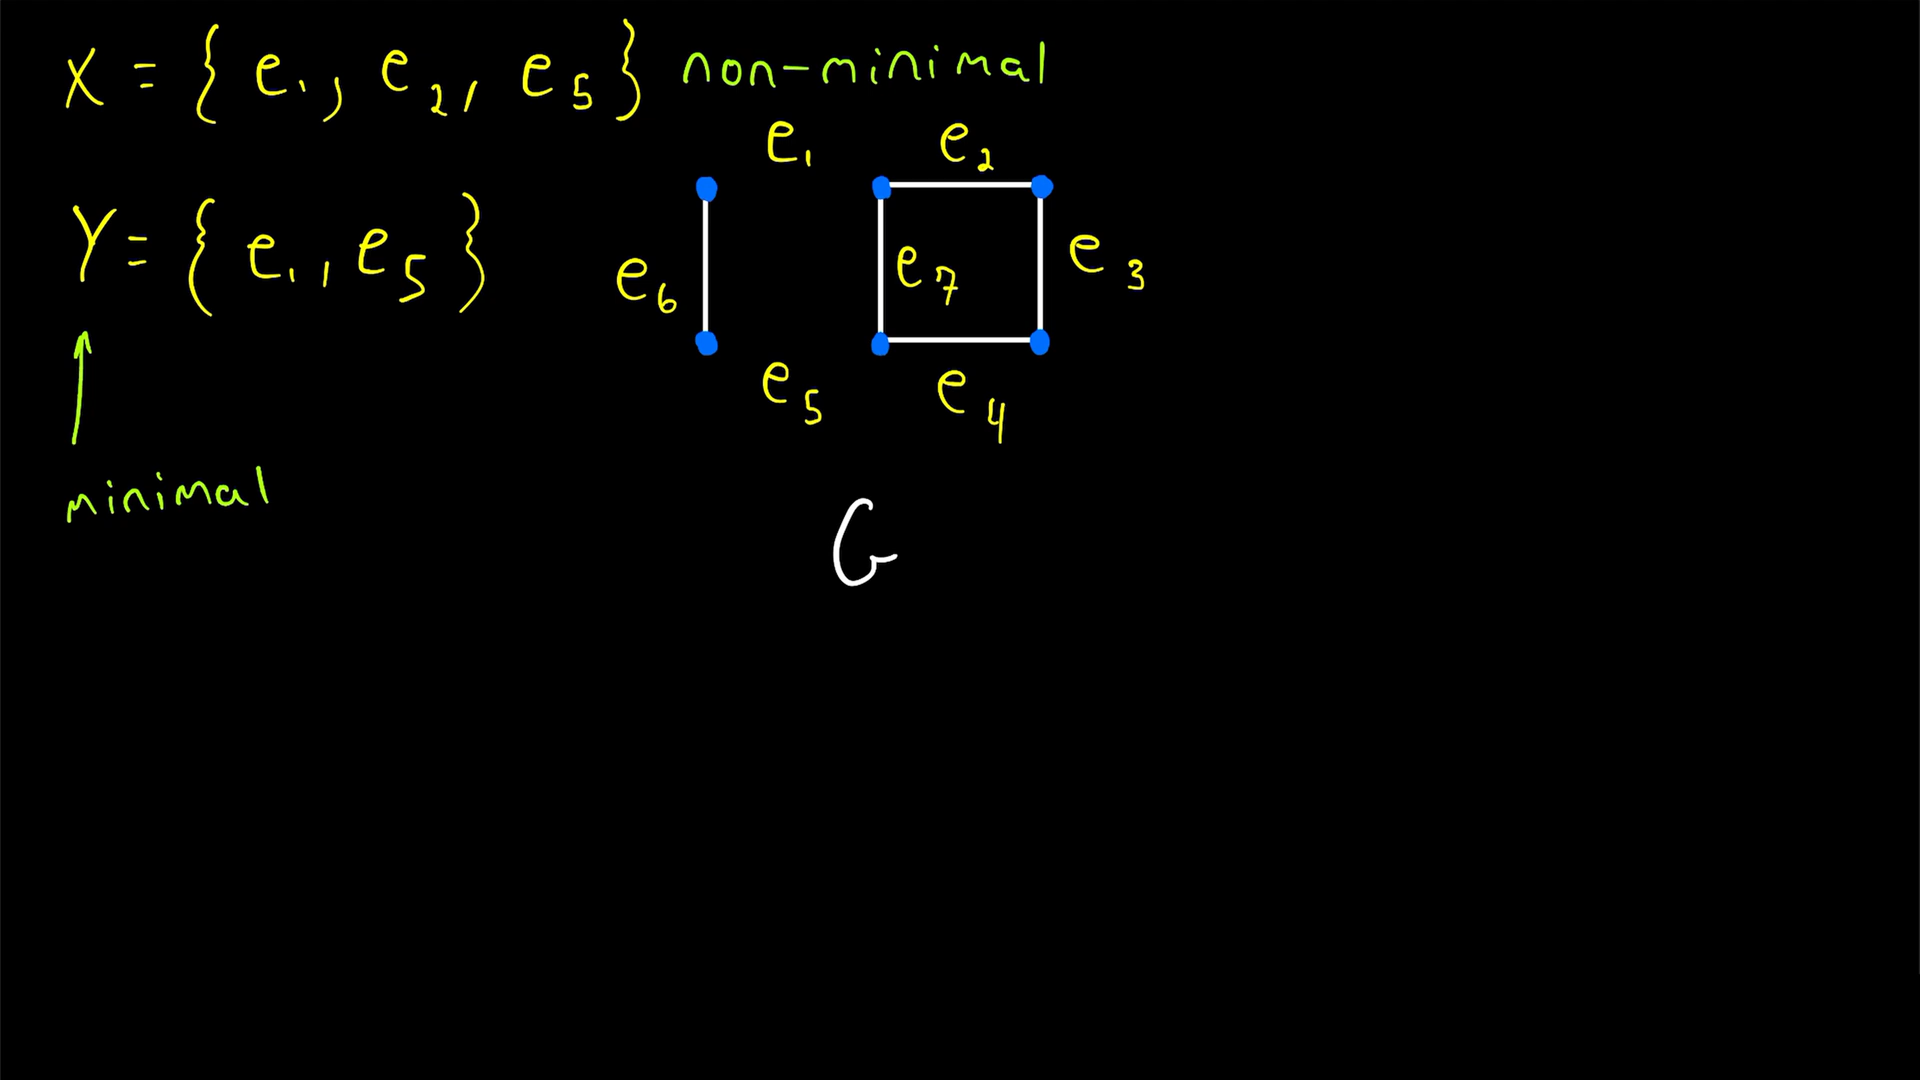 X = { e₁, e₂, e₅ } non-minimal
e₁ e₂
Y = { e₁, e₅ }
e₆ e₇ e₃
e₅ e₄
minimal
G